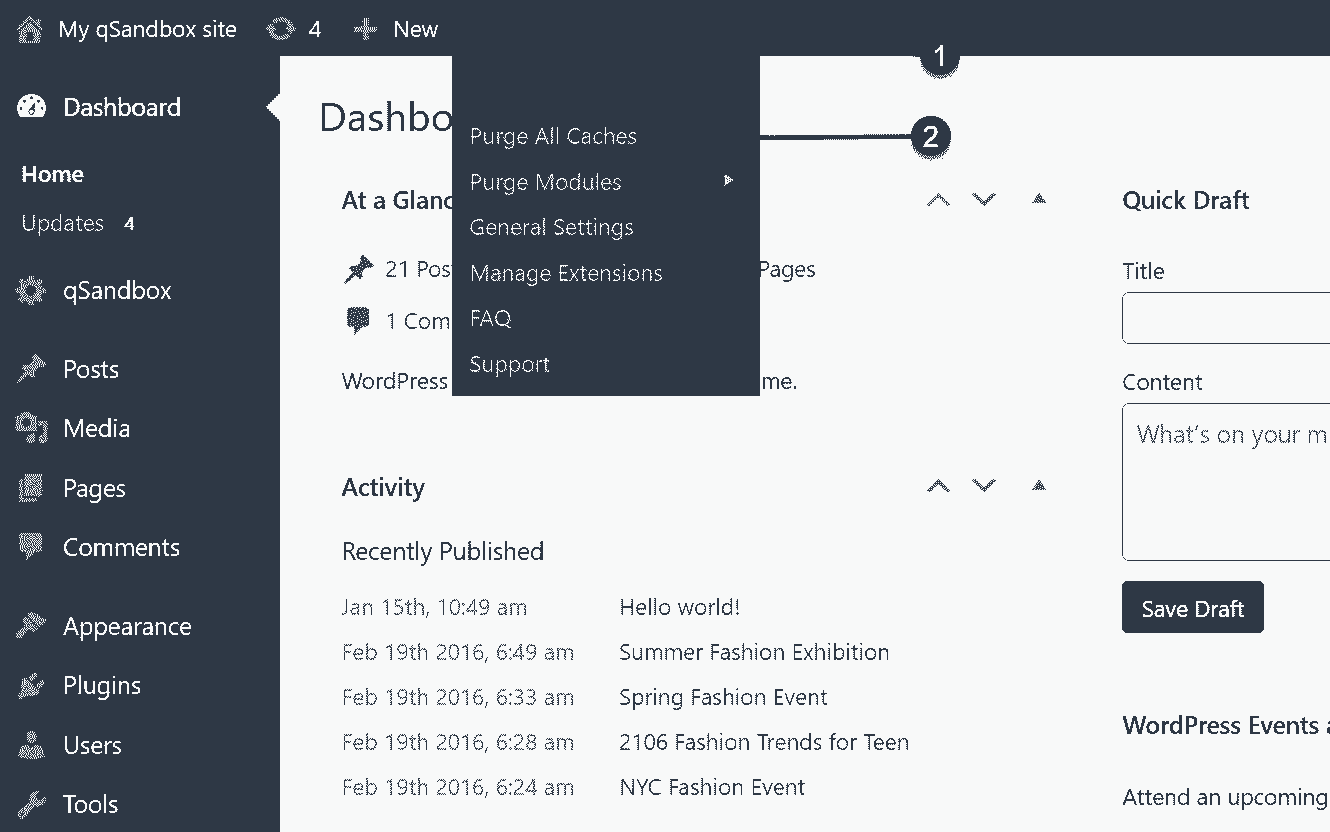 My qSandbox site 4 New
1
Dashboard
Home
Updates 4
qSandbox
Posts
Media
Pages
Comments
Appearance
Plugins
Users
Tools
Dashbo
Purge All Caches
2
Purge Modules
General Settings
Manage Extensions
FAQ
Support
At a Glanc
21 Pos Pages
1 Com
WordPress me.
Activity
Recently Published
Jan 15th, 10:49 am Hello world!
Feb 19th 2016, 6:49 am Summer Fashion Exhibition
Feb 19th 2016, 6:33 am Spring Fashion Event
Feb 19th 2016, 6:28 am 2106 Fashion Trends for Teen
Feb 19th 2016, 6:24 am NYC Fashion Event
Quick Draft
Title
Content
What's on your m
Save Draft
WordPress Events a
Attend an upcoming